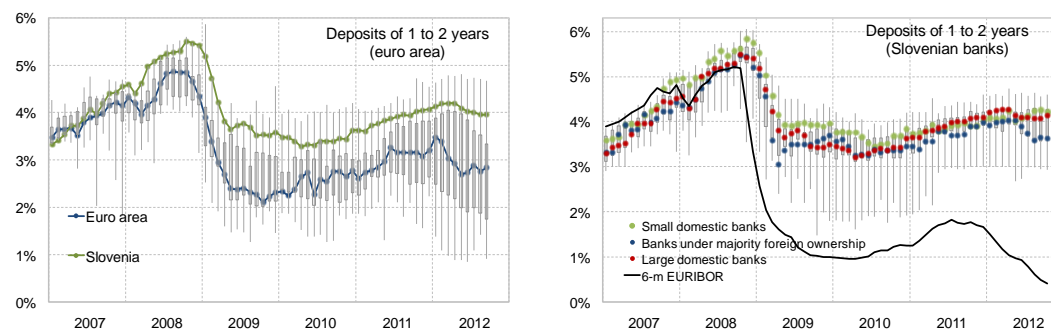 Deposits of 1 to 2 years
(euro area)
6%
5%
4%
3%
2%
1%
0%
Euro area
Slovenia
2007 2008 2009 2010 2011 2012
Deposits of 1 to 2 years
(Slovenian banks)
6%
5%
4%
3%
2%
1%
0%
Small domestic banks
Banks under majority foreign ownership
Large domestic banks
6-m EURIBOR
2007 2008 2009 2010 2011 2012